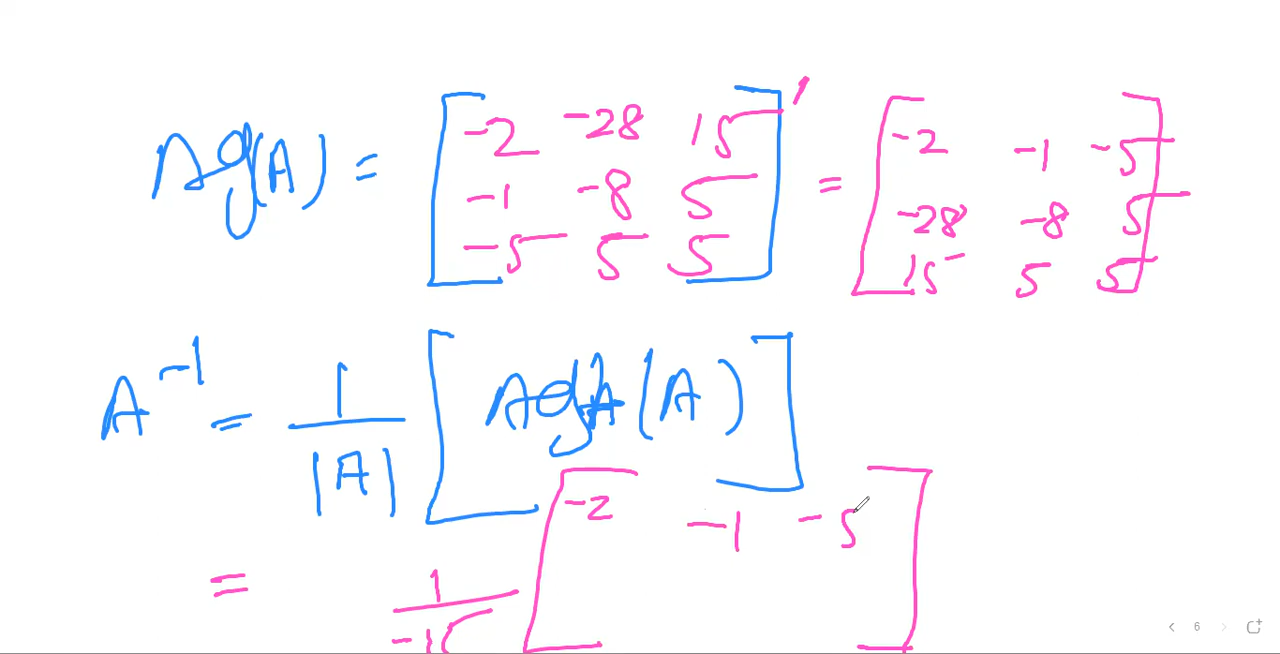 Adj(A) = [ -2 -28 15 ]' = [ -2 -1 -5 ]
[ -1 -8 5 ] [ -28 -8 5 ]
[ -5 5 5 ] [ 15 5 5 ]
A^-1 = 1/|A| [ Adj (A) ]
= 1/-15 [ -2 -1 -5 ]
6